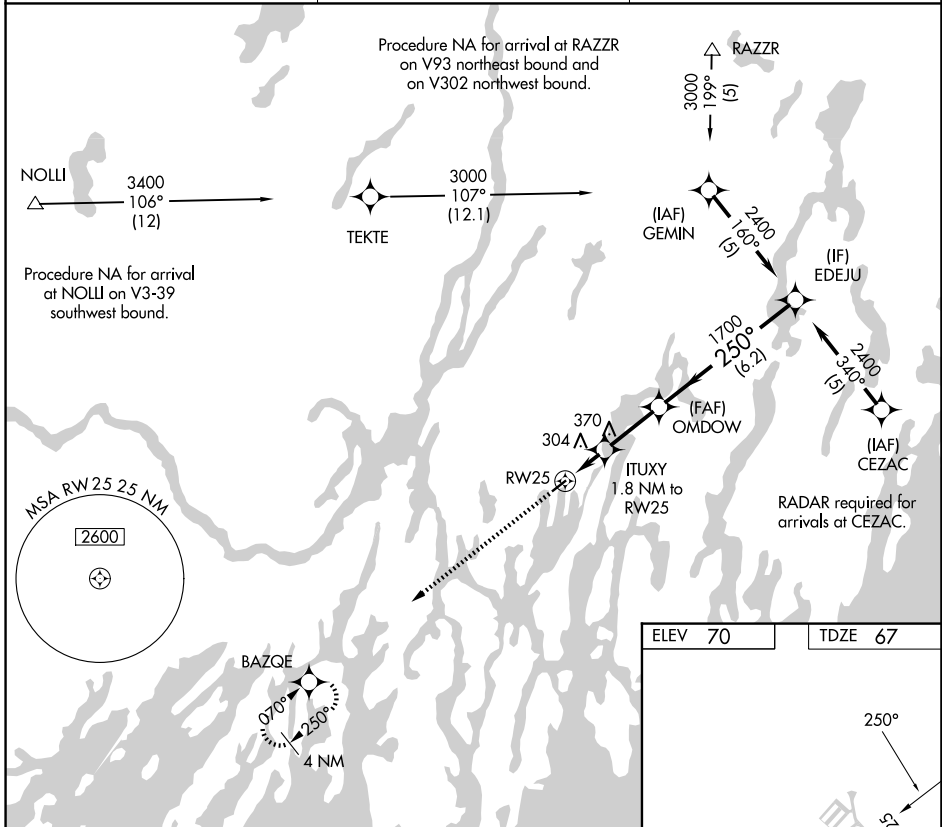 Procedure NA for arrival at RAZZR
on V93 northeast bound and
on V302 northwest bound.
RAZZR
3000
199°
(5)
NOLLI
3400
106°
(12)
TEKTE
3000
107°
(12.1)
(IAF)
GEMIN
2400
160°
(5)
(IF)
EDEJU
Procedure NA for arrival
at NOLLI on V3-39
southwest bound.
1700
250°
(6.2)
2400
340°
(5)
(FAF)
OMDOW
(IAF)
CEZAC
370
304
ITUXY
1.8 NM to
RW25
RW25
RADAR required for
arrivals at CEZAC.
MSA RW25 25 NM
2600
BAZQE
070°
250°
4 NM
ELEV 70
TDZE 67
250°
25